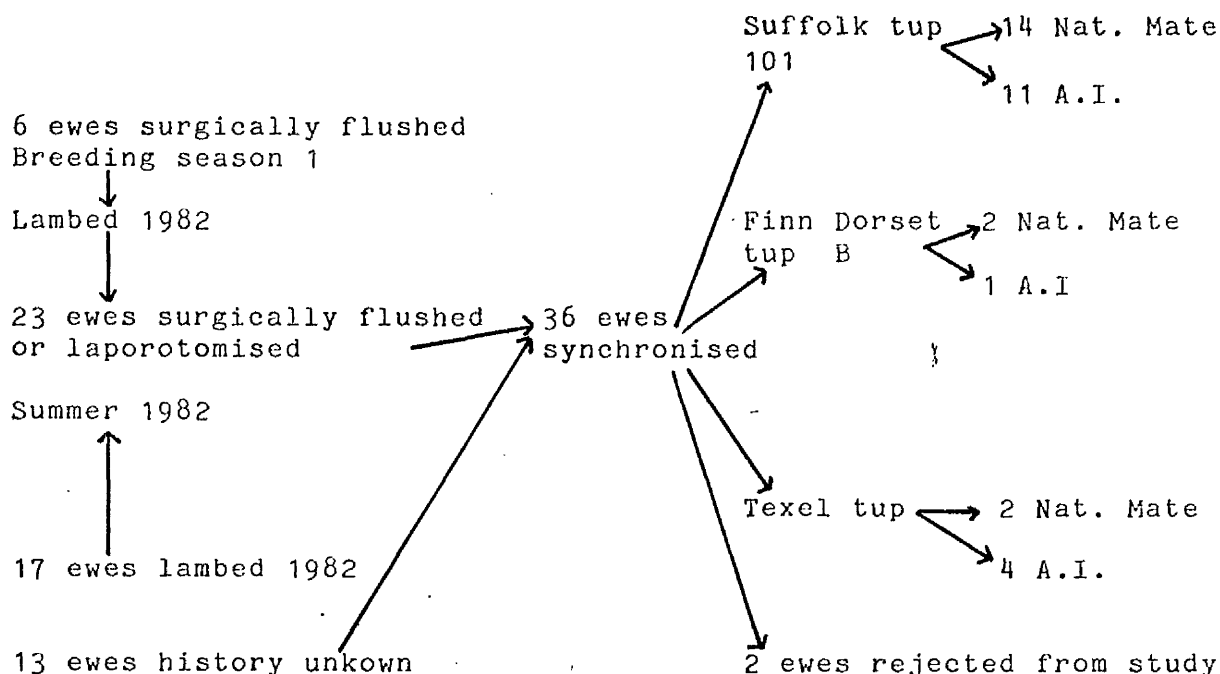 6 ewes surgically flushed
Breeding season 1
Lambed 1982
23 ewes surgically flushed
or laporotomised
Summer 1982
17 ewes lambed 1982
13 ewes history unkown
36 ewes
synchronised
Suffolk tup
101
14 Nat. Mate
11 A.I.
Finn Dorset
tup B
2 Nat. Mate
1 A.I
Texel tup
2 Nat. Mate
4 A.I.
2 ewes rejected from study